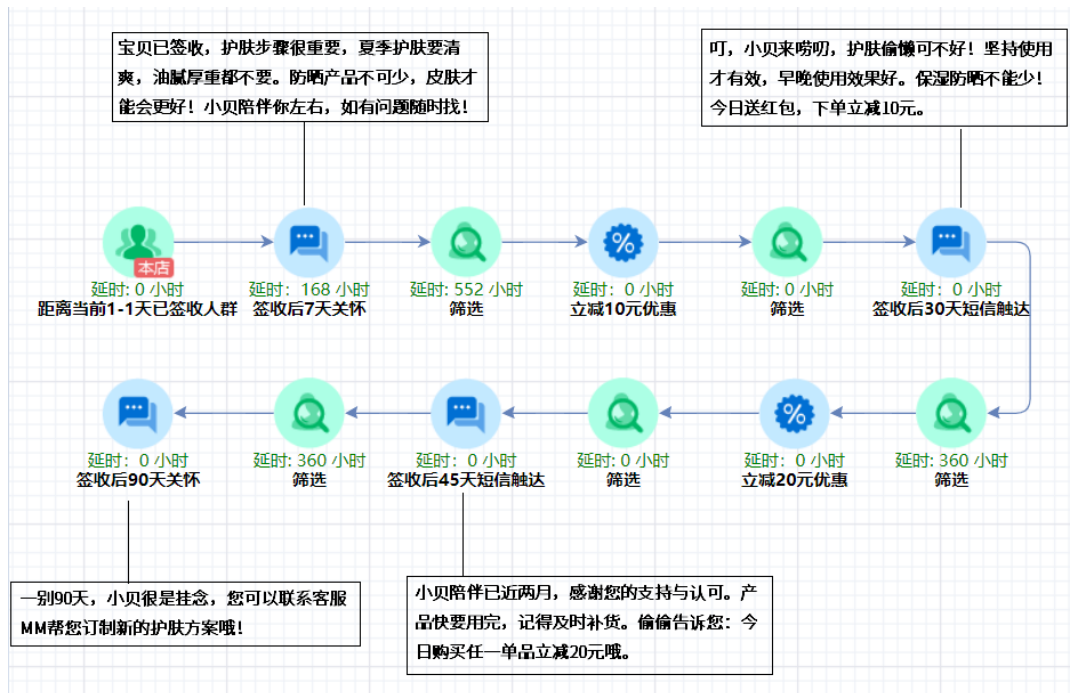 宝贝已签收，护肤步骤很重要，夏季护肤要清
爽，油腻厚重都不要。防晒产品不可少，皮肤才
能会更好！小贝陪伴你左右，如有问题随时找！
叮，小贝来唠叨，护肤偷懒可不好！坚持使用
才有效，早晚使用效果好。保湿防晒不能少！
今日送红包，下单立减10元。
本店
延时: 0 小时
距离当前1-1天已签收人群
延时: 168 小时
签收后7天关怀
延时: 552 小时
筛选
延时: 0 小时
立减10元优惠
延时: 0 小时
筛选
延时: 0 小时
签收后30天短信触达
延时: 0 小时
签收后90天关怀
延时: 360 小时
筛选
延时: 0 小时
签收后45天短信触达
延时: 0 小时
筛选
延时: 0 小时
立减20元优惠
延时: 360 小时
筛选
一别90天，小贝很是挂念，您可以联系客服
MM帮您订制新的护肤方案哦！
小贝陪伴已近两月，感谢您的支持与认可。产
品快要用完，记得及时补货。偷偷告诉您：今
日购买任一单品立减20元哦。